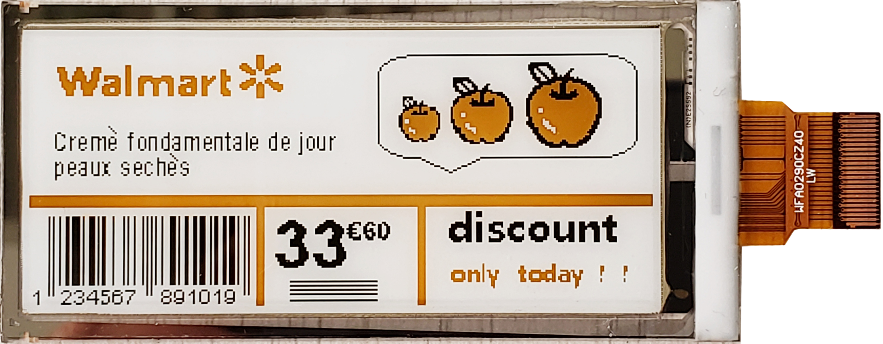 Walmart
Cremè fondamentale de jour
peaux sechès
33 €60
discount
only today ! !
1 234567 891019
WFA0290CZ40
LW